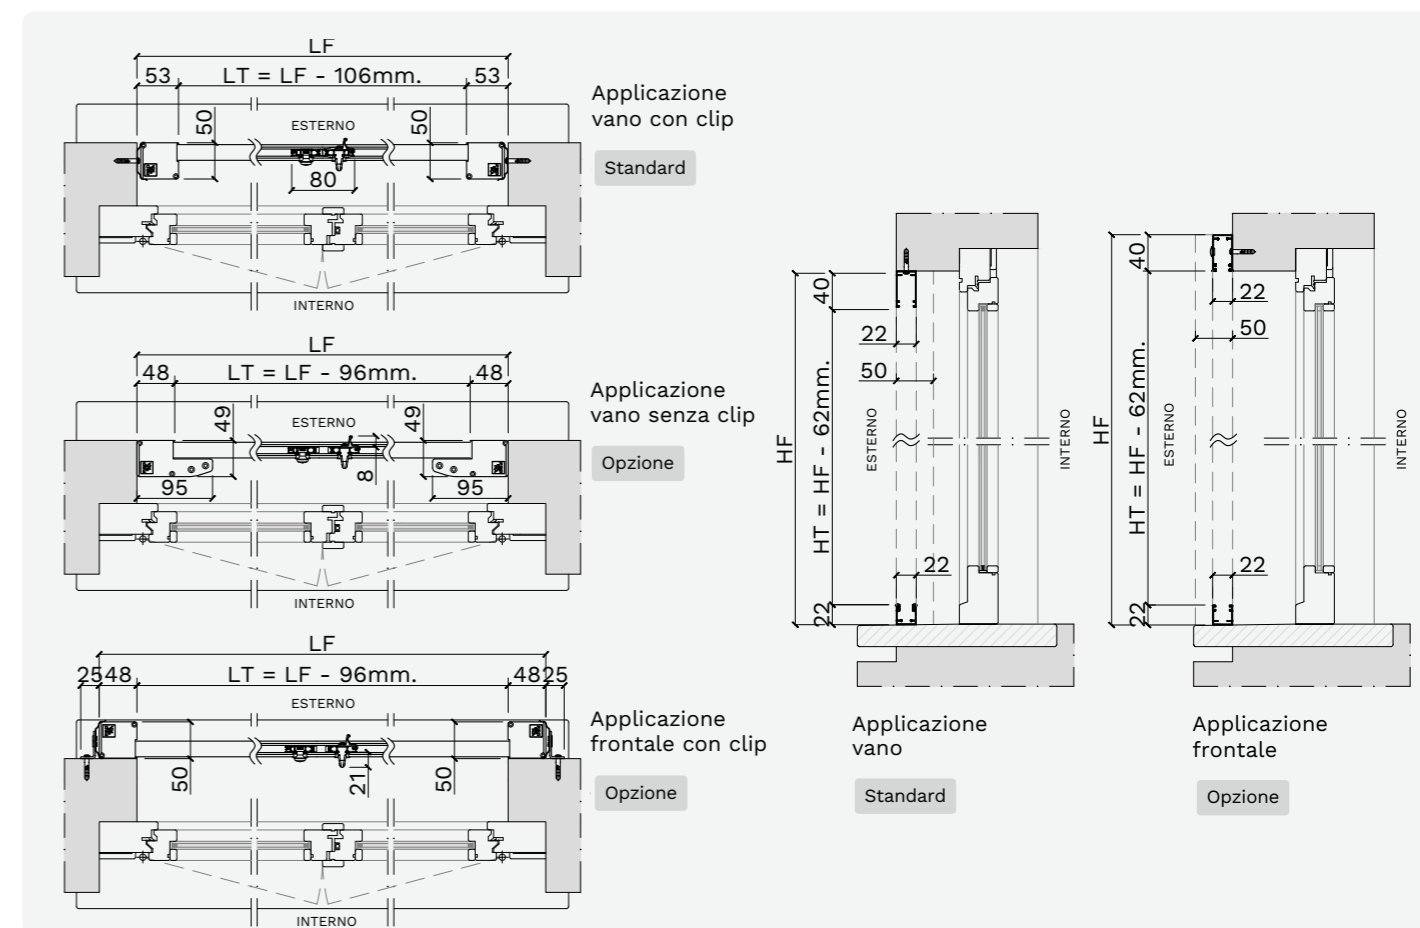 LF
53
LT = LF - 106mm.
53
50
ESTERNO
50
80
INTERNO
Applicazione
vano con clip
Standard
LF
48
LT = LF - 96mm.
48
49
ESTERNO
49
8
95
95
INTERNO
Applicazione
vano senza clip
Opzione
LF
25
48
LT = LF - 96mm.
48
25
ESTERNO
50
21
50
INTERNO
Applicazione
frontale con clip
Opzione
40
22
50
HF
HT = HF - 62mm.
ESTERNO
INTERNO
22
22
Applicazione
vano
Standard
40
22
50
HF
HT = HF - 62mm.
ESTERNO
INTERNO
22
22
Applicazione
frontale
Opzione